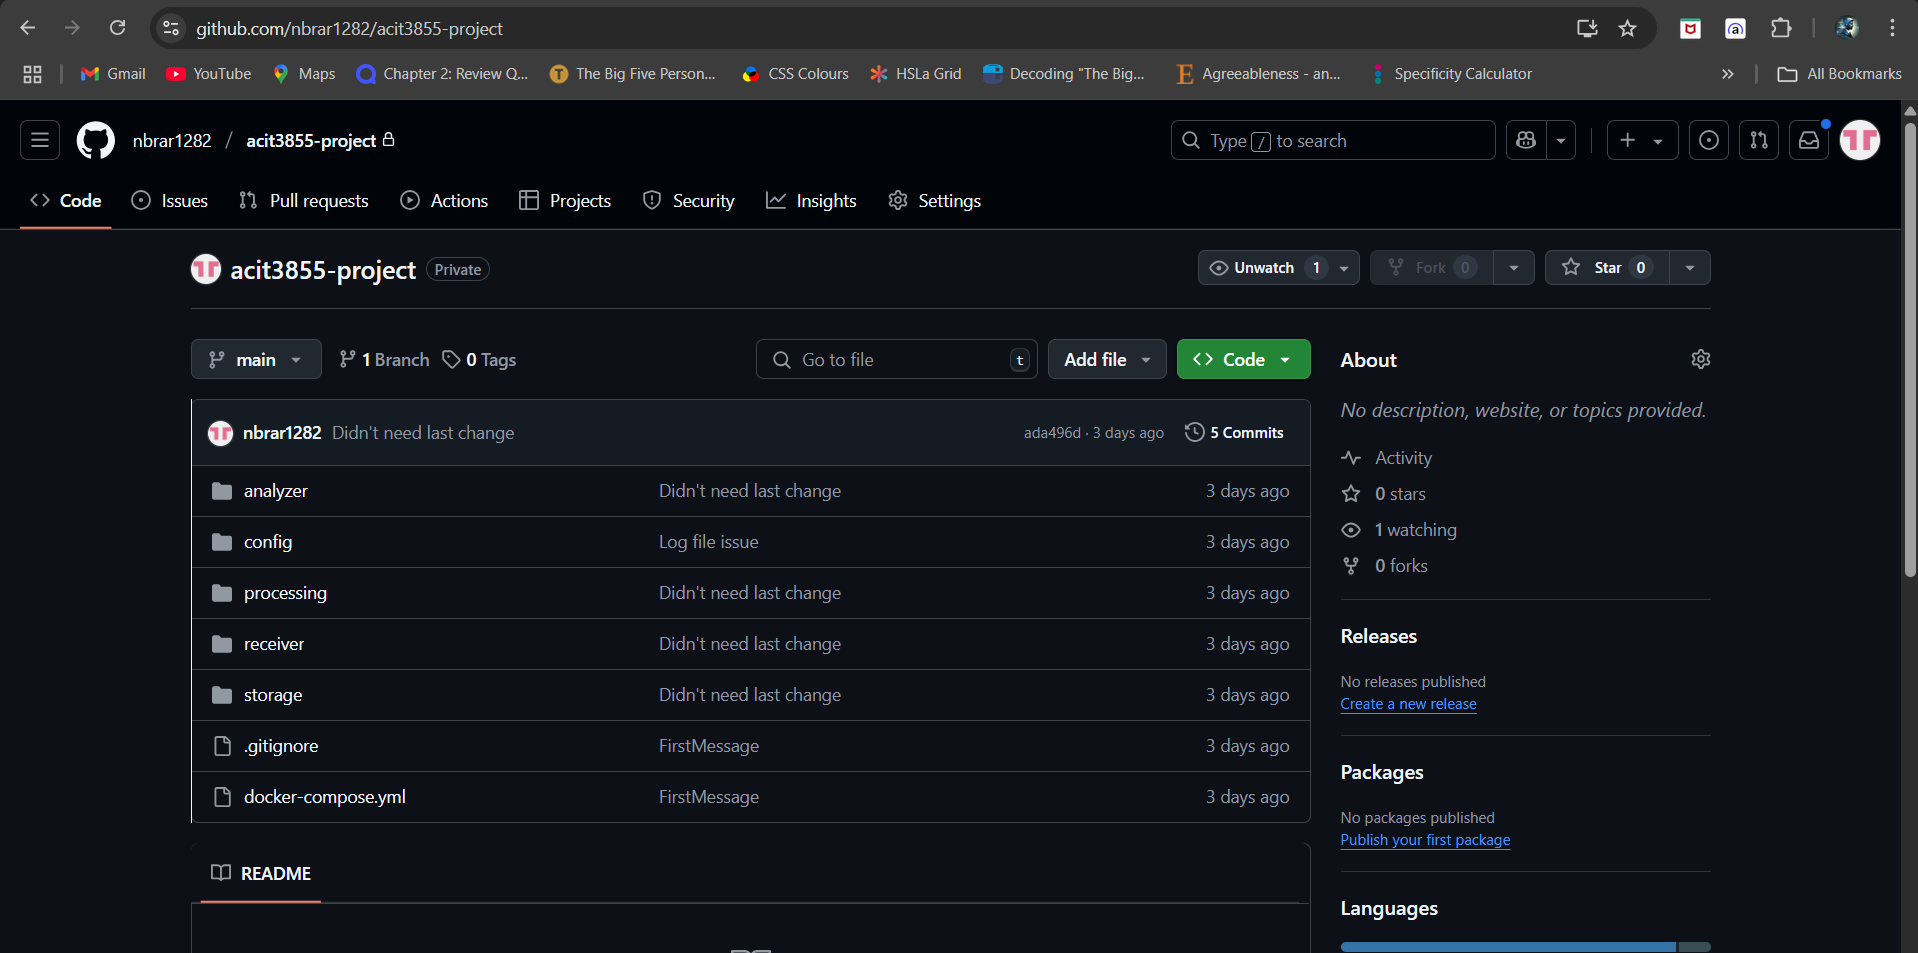 github.com/nbrar1282/acit3855-project
Gmail YouTube Maps Chapter 2: Review Q... The Big Five Person... CSS Colours HSLa Grid Decoding "The Big... Agreeableness - an... Specificity Calculator » All Bookmarks
nbrar1282 / acit3855-project Type / to search
Code Issues Pull requests Actions Projects Security Insights Settings
acit3855-project Private Unwatch 1 Fork 0 Star 0
main 1 Branch 0 Tags Go to file t Add file Code
nbrar1282 Didn't need last change ada496d · 3 days ago 5 Commits
analyzer Didn't need last change 3 days ago
config Log file issue 3 days ago
processing Didn't need last change 3 days ago
receiver Didn't need last change 3 days ago
storage Didn't need last change 3 days ago
.gitignore FirstMessage 3 days ago
docker-compose.yml FirstMessage 3 days ago
README
About
No description, website, or topics provided.
Activity
0 stars
1 watching
0 forks
Releases
No releases published
Create a new release
Packages
No packages published
Publish your first package
Languages